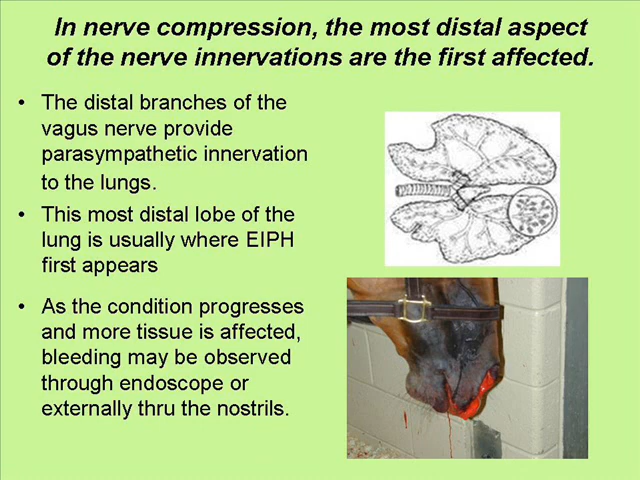 In nerve compression, the most distal aspect
of the nerve innervations are the first affected.
• The distal branches of the
vagus nerve provide
parasympathetic innervation
to the lungs.
• This most distal lobe of the
lung is usually where EIPH
first appears
• As the condition progresses
and more tissue is affected,
bleeding may be observed
through endoscope or
externally thru the nostrils.